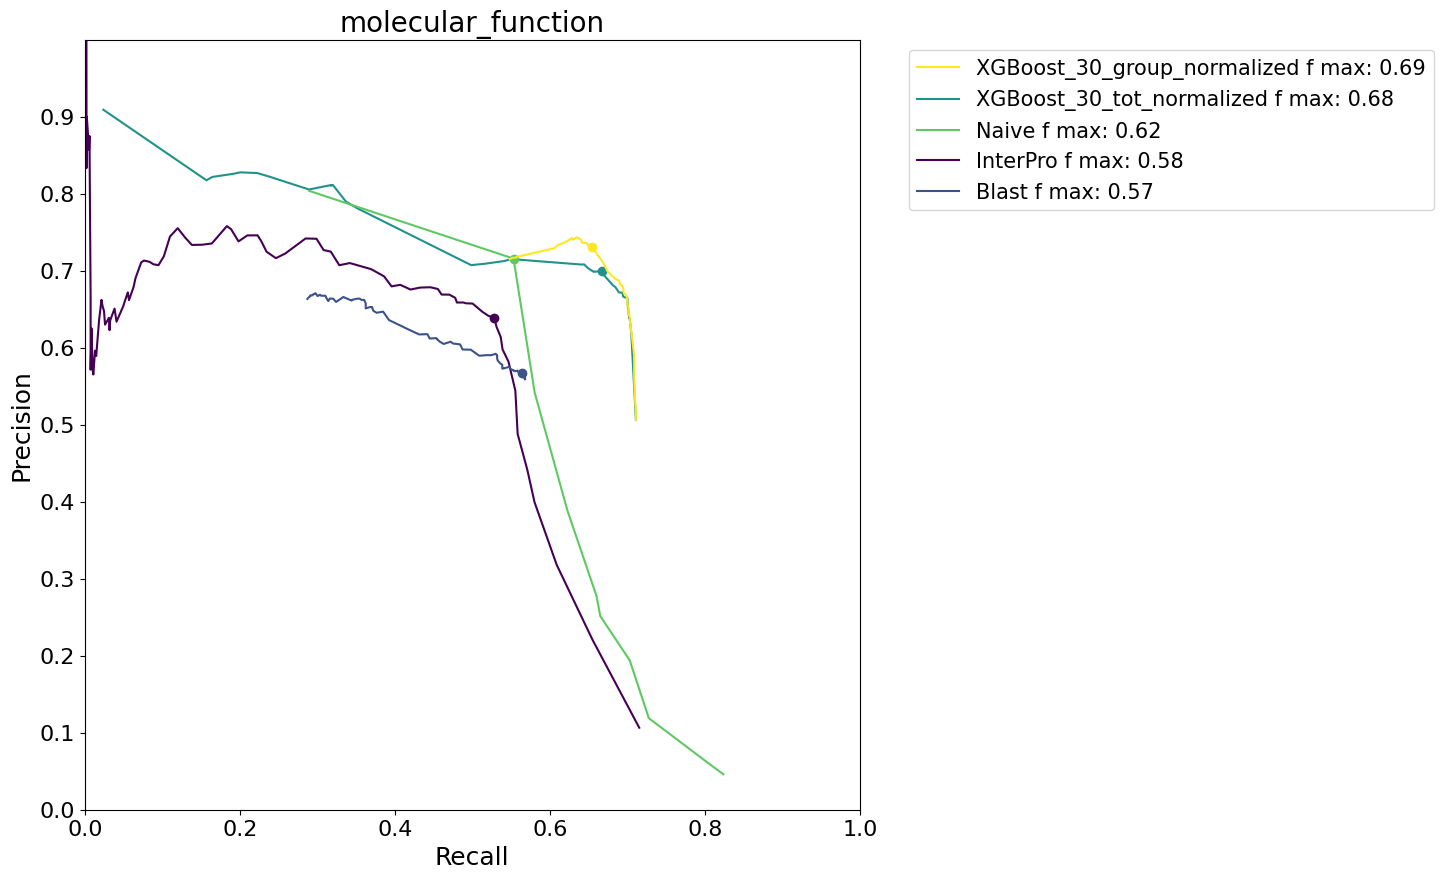 molecular_function
XGBoost_30_group_normalized f max: 0.69
XGBoost_30_tot_normalized f max: 0.68
Naive f max: 0.62
InterPro f max: 0.58
Blast f max: 0.57
Precision
0.9
0.8
0.7
0.6
0.5
0.4
0.3
0.2
0.1
0.0
0.0 0.2 0.4 0.6 0.8 1.0
Recall